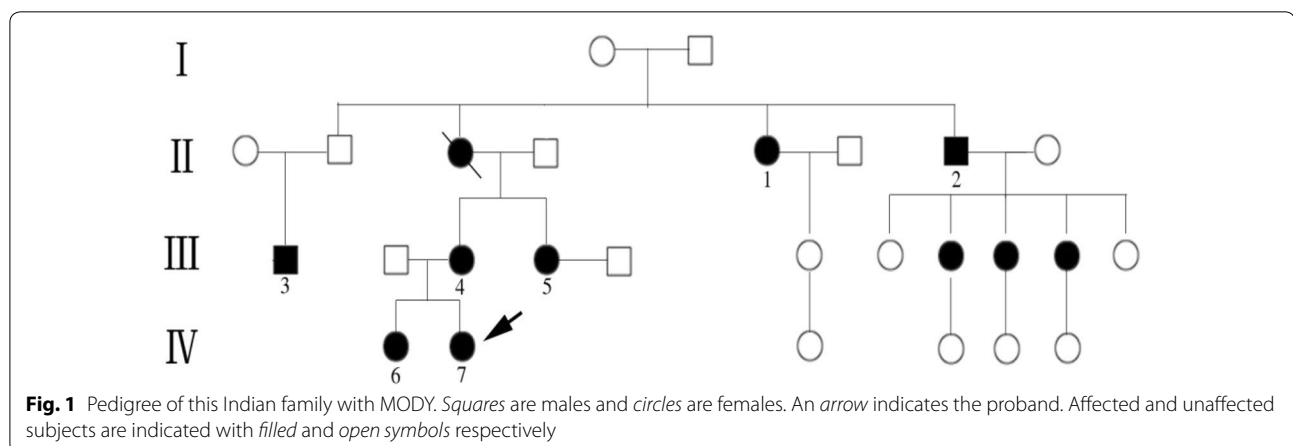 I
II
1
2
III
3
4
5
IV
6
7
Fig. 1 Pedigree of this Indian family with MODY. Squares are males and circles are females. An arrow indicates the proband. Affected and unaffected
subjects are indicated with filled and open symbols respectively